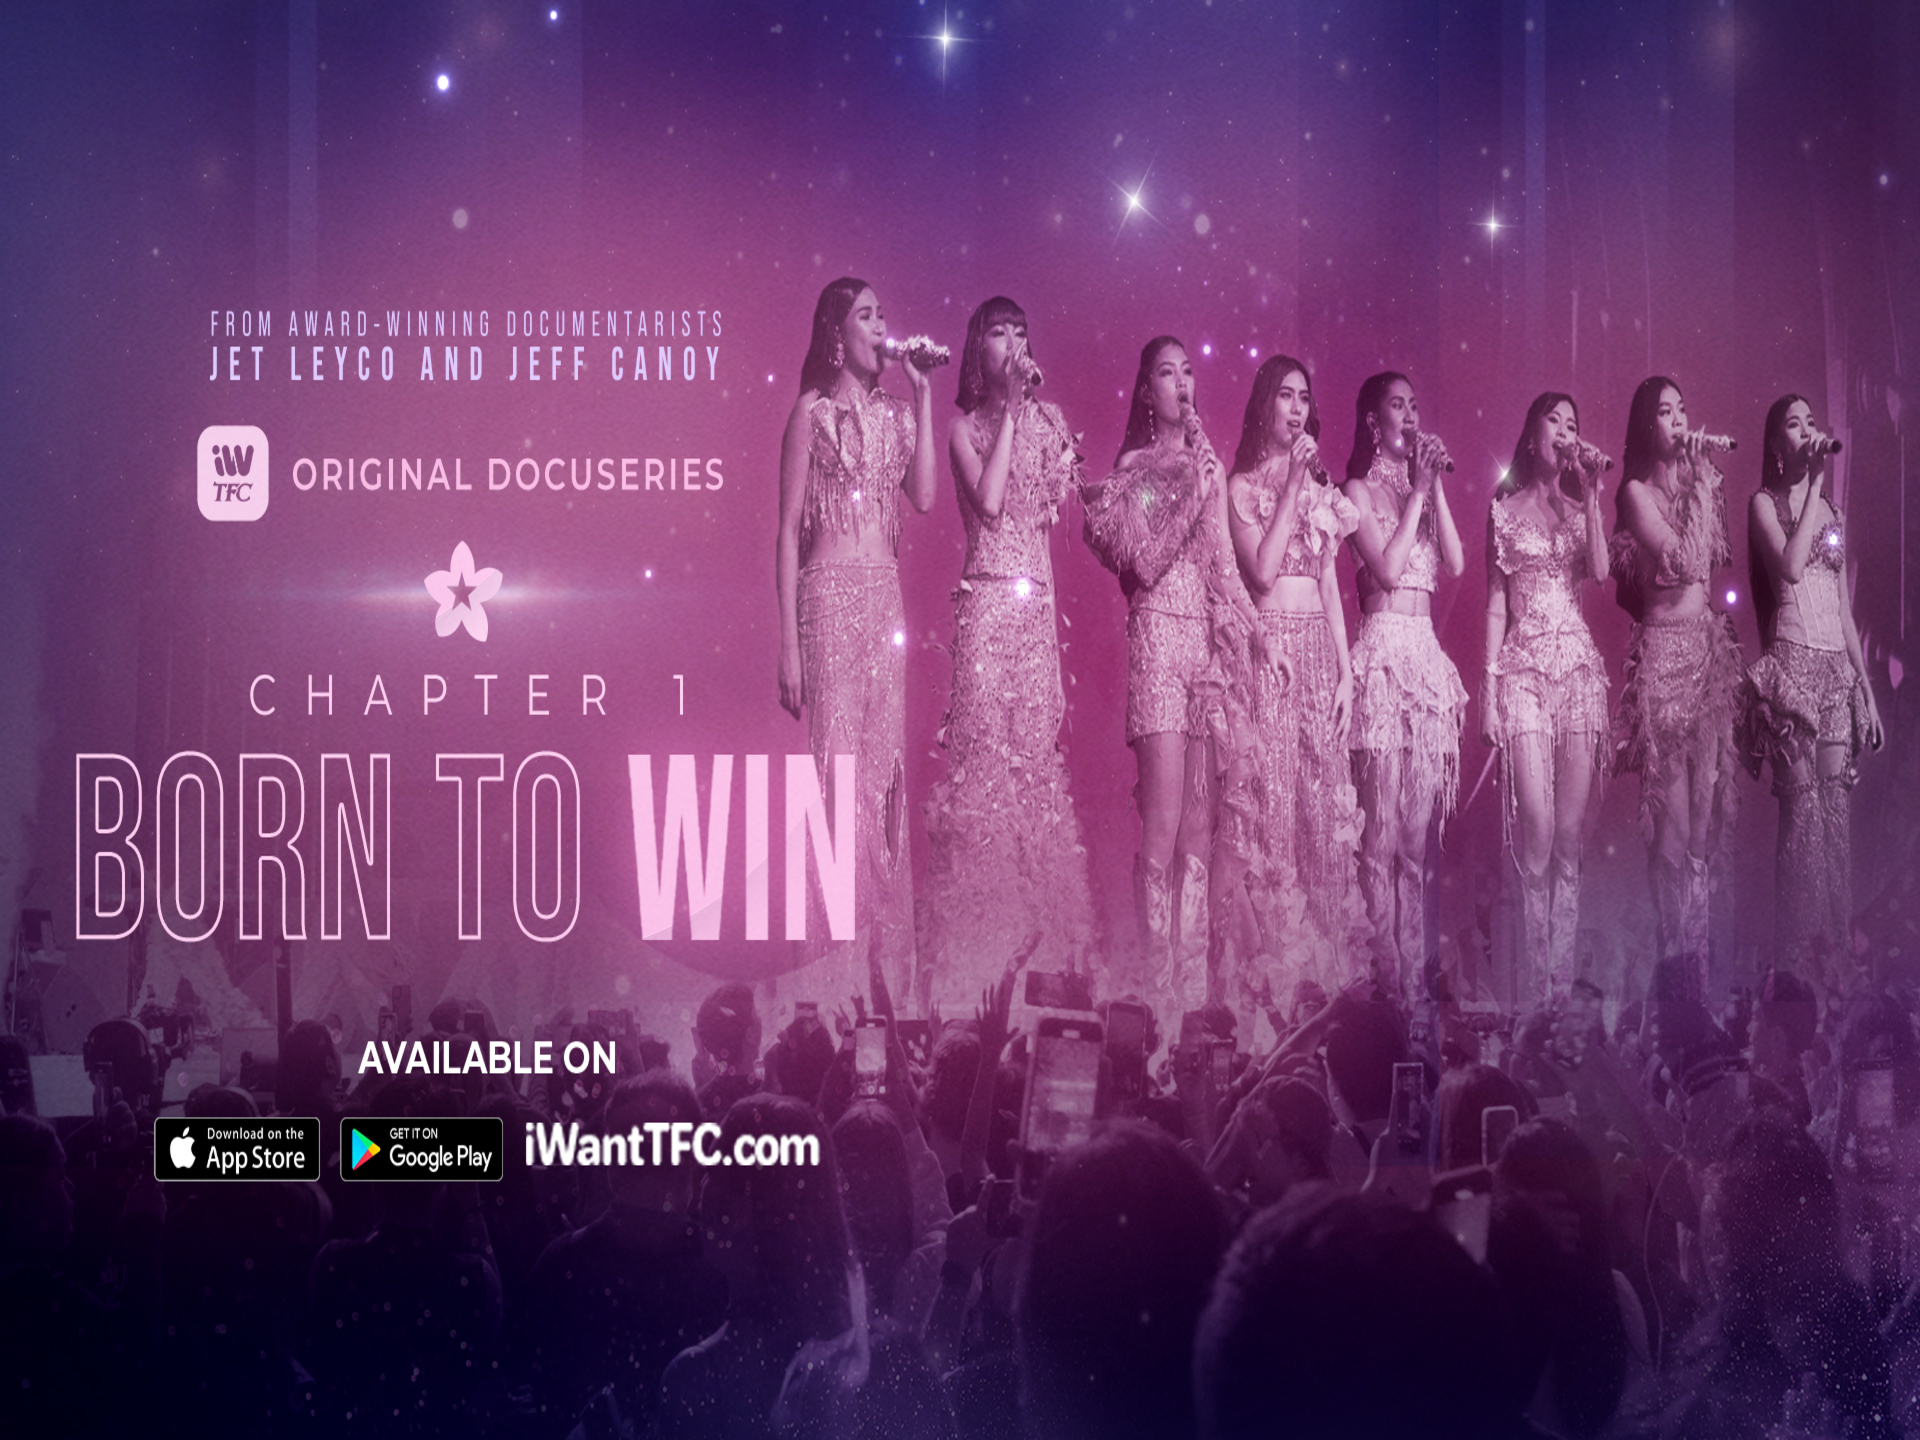 FROM AWARD-WINNING DOCUMENTARISTS
JET LEYCO AND JEFF CANOY
iW
TFC
ORIGINAL DOCUSERIES
CHAPTER 1
BORN TO WIN
AVAILABLE ON
Download on the
App Store
GET IT ON
Google Play
iWantTFC.com